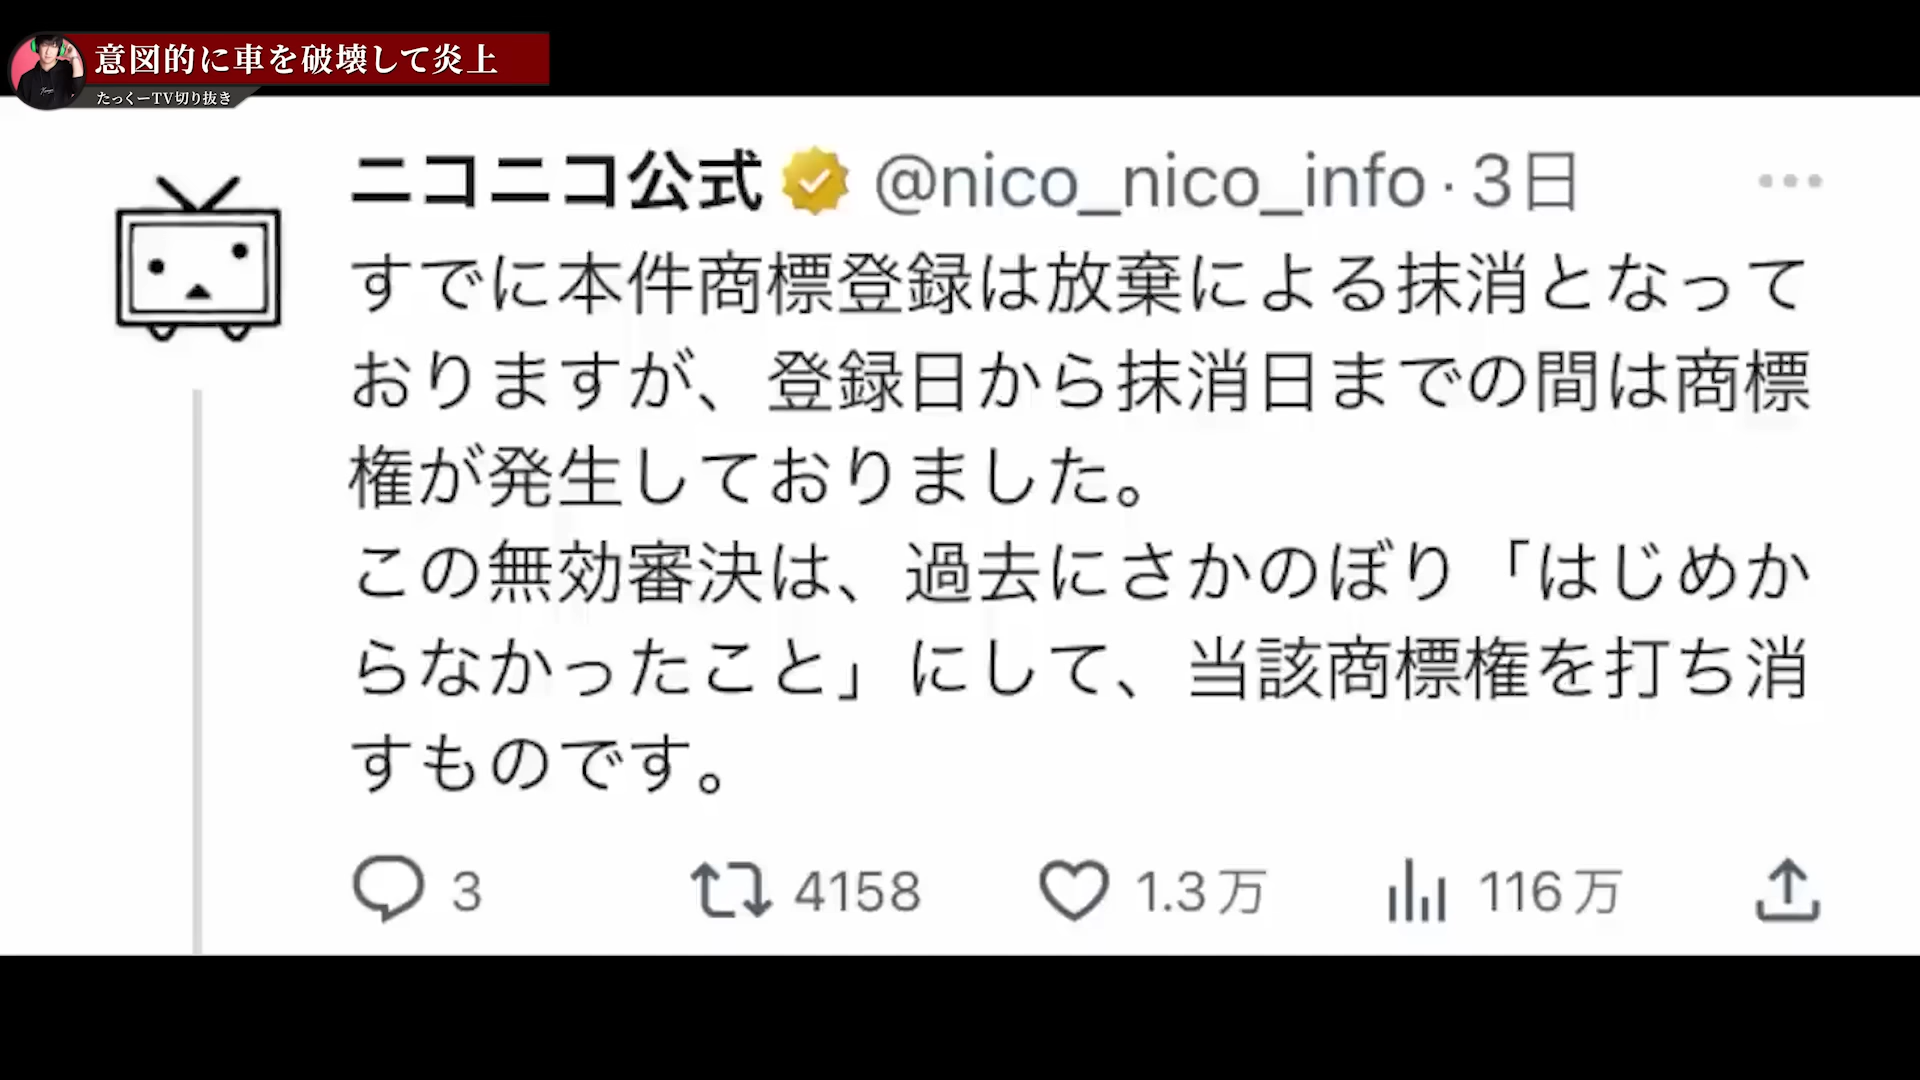 意図的に車を破壊して炎上
たっくーTV切り抜き
ニコニコ公式 @nico_nico_info · 3日
すでに本件商標登録は放棄による抹消となって
おりますが、登録日から抹消日までの間は商標
権が発生しておりました。
この無効審決は、過去にさかのぼり「はじめか
らなかったこと」にして、当該商標権を打ち消
すものです。
3 4158 1.3万 116万